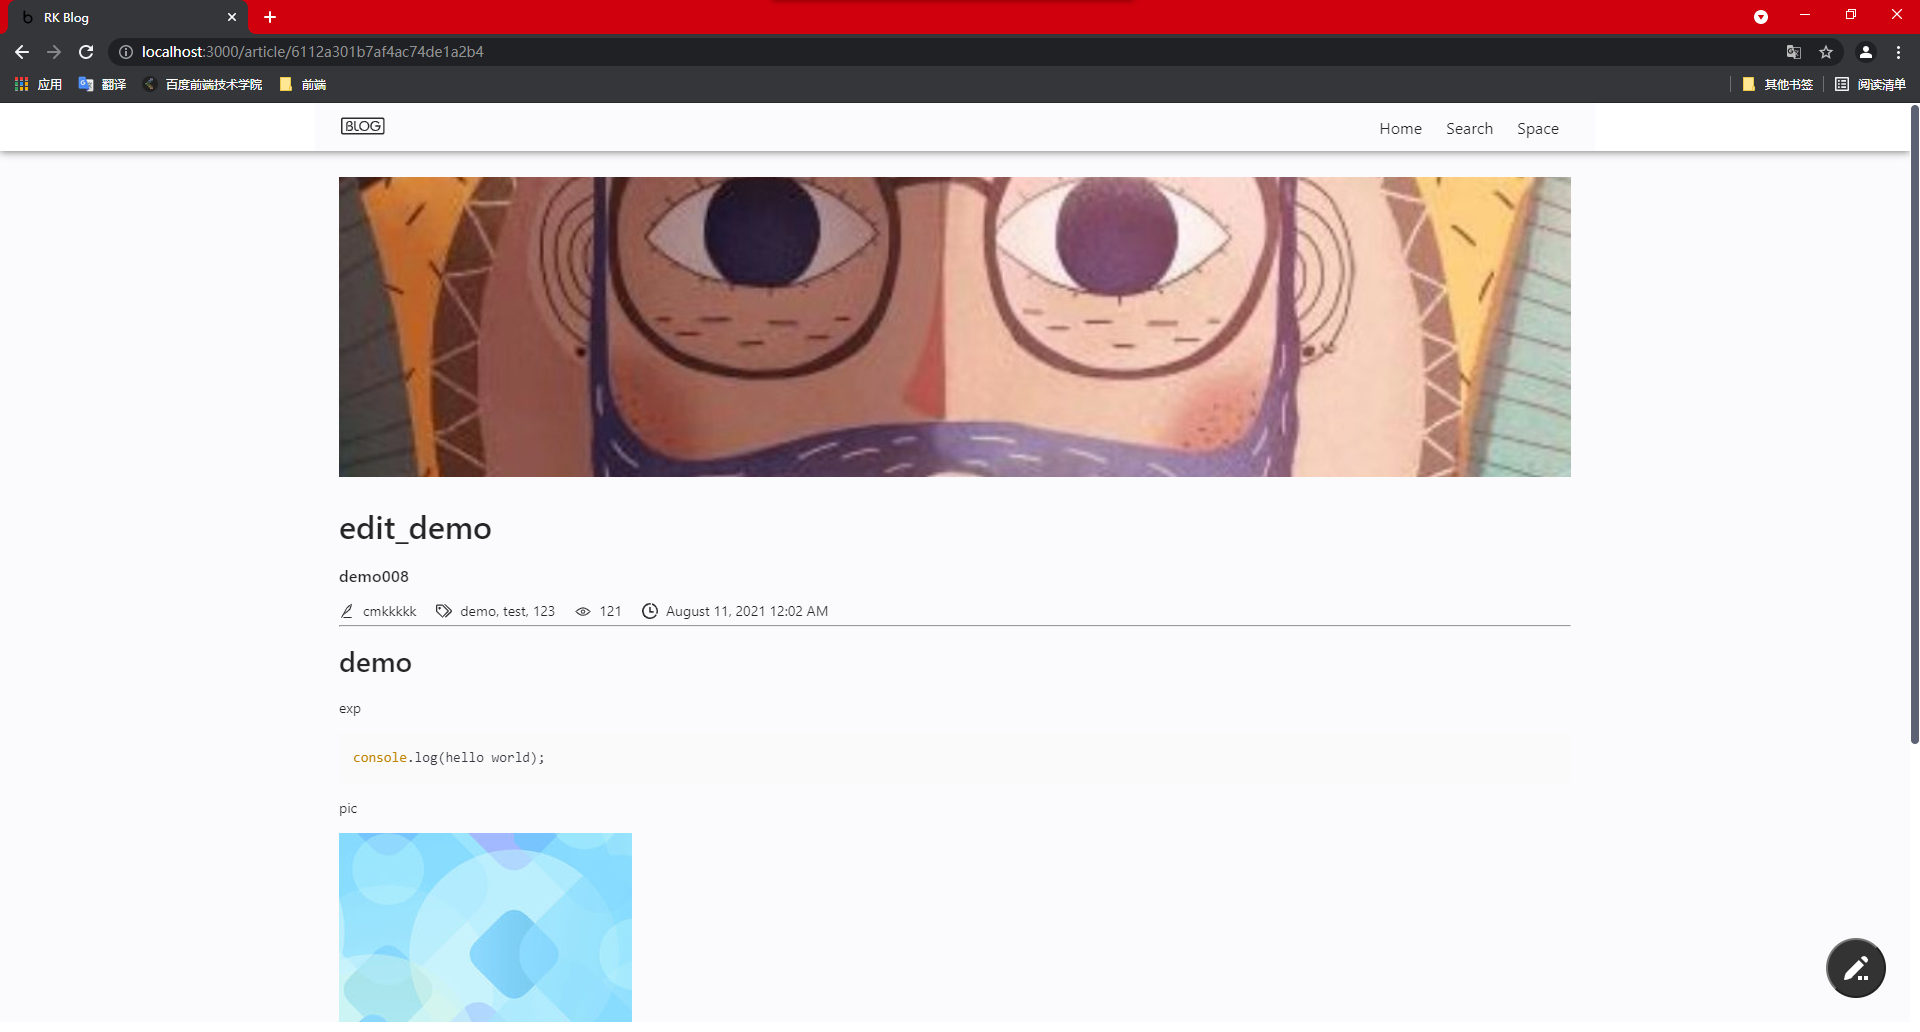 RK Blog
localhost:3000/article/6112a301b7af4ac74de1a2b4
应用 翻译 百度前端技术学院 前端 其他书签 阅读清单
BLOG Home Search Space
edit_demo
demo008
cmkkkkk demo, test, 123 121 August 11, 2021 12:02 AM
demo
exp
console.log(hello world);
pic